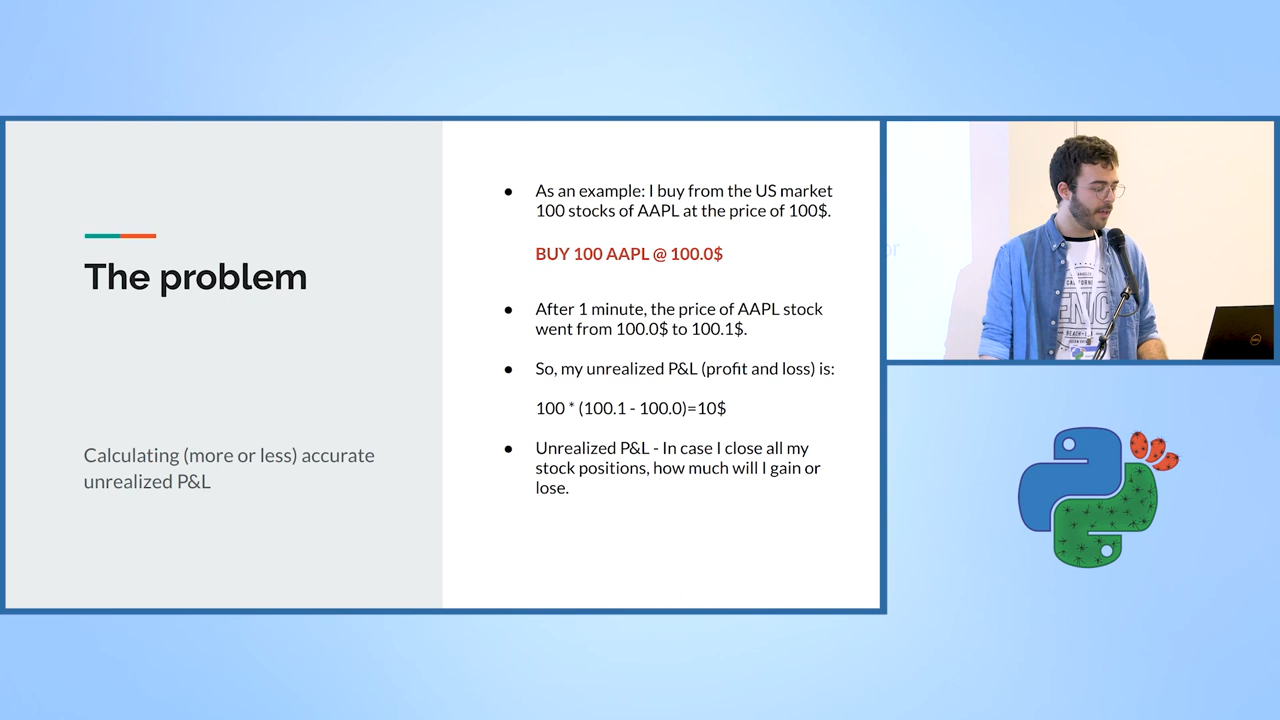 The problem
Calculating (more or less) accurate
unrealized P&L
● As an example: I buy from the US market
100 stocks of AAPL at the price of 100$.
BUY 100 AAPL @ 100.0$
● After 1 minute, the price of AAPL stock
went from 100.0$ to 100.1$.
● So, my unrealized P&L (profit and loss) is:
100 * (100.1 - 100.0)=10$
● Unrealized P&L - In case I close all my
stock positions, how much will I gain or
lose.
or